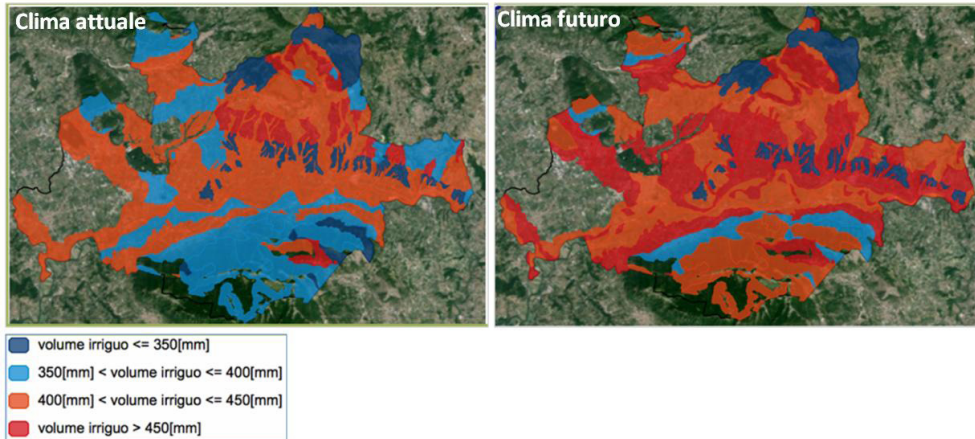 Clima attuale
Clima futuro
volume irriguo <= 350[mm]
350[mm] < volume irriguo <= 400[mm]
400[mm] < volume irriguo <= 450[mm]
volume irriguo > 450[mm]